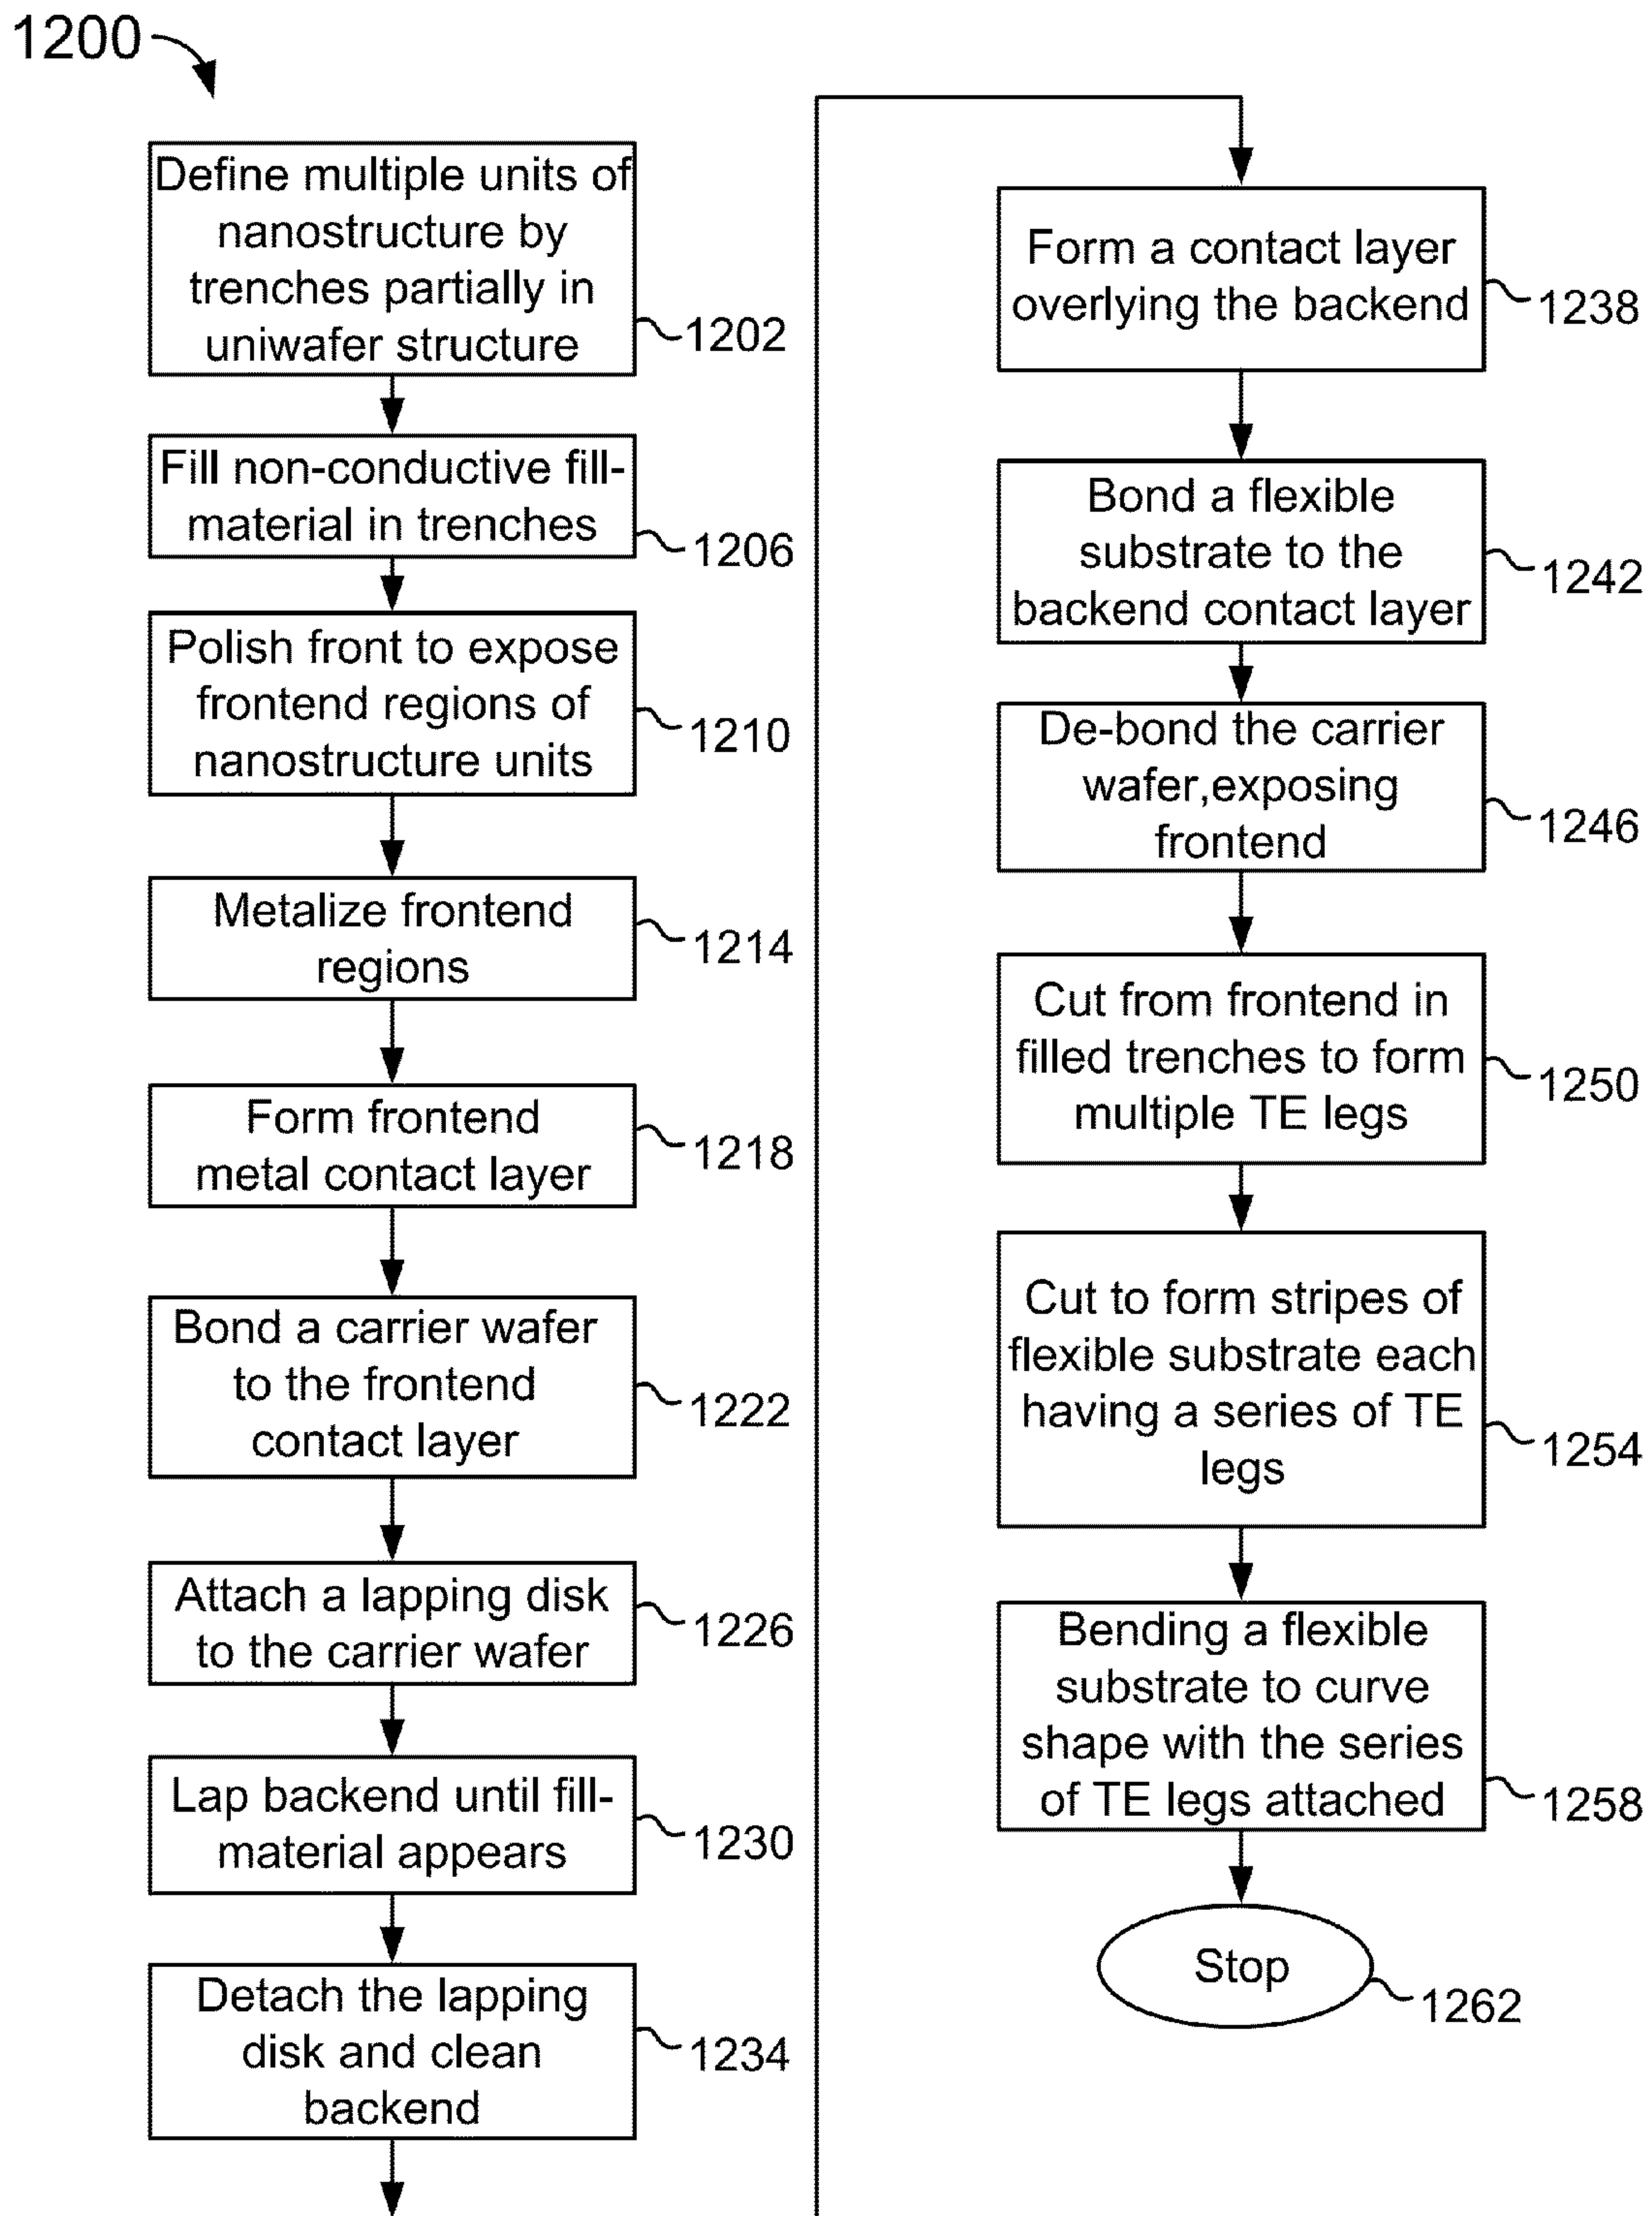 1200
Define multiple units of
nanostructure by
trenches partially in
uniwafer structure
1202
Fill non-conductive fill-
material in trenches
1206
Polish front to expose
frontend regions of
nanostructure units
1210
Metalize frontend
regions
1214
Form frontend
metal contact layer
1218
Bond a carrier wafer
to the frontend
contact layer
1222
Attach a lapping disk
to the carrier wafer
1226
Lap backend until fill-
material appears
1230
Detach the lapping
disk and clean
backend
1234
Form a contact layer
overlying the backend
1238
Bond a flexible
substrate to the
backend contact layer
1242
De-bond the carrier
wafer,exposing
frontend
1246
Cut from frontend in
filled trenches to form
multiple TE legs
1250
Cut to form stripes of
flexible substrate each
having a series of TE
legs
1254
Bending a flexible
substrate to curve
shape with the series
of TE legs attached
1258
Stop
1262